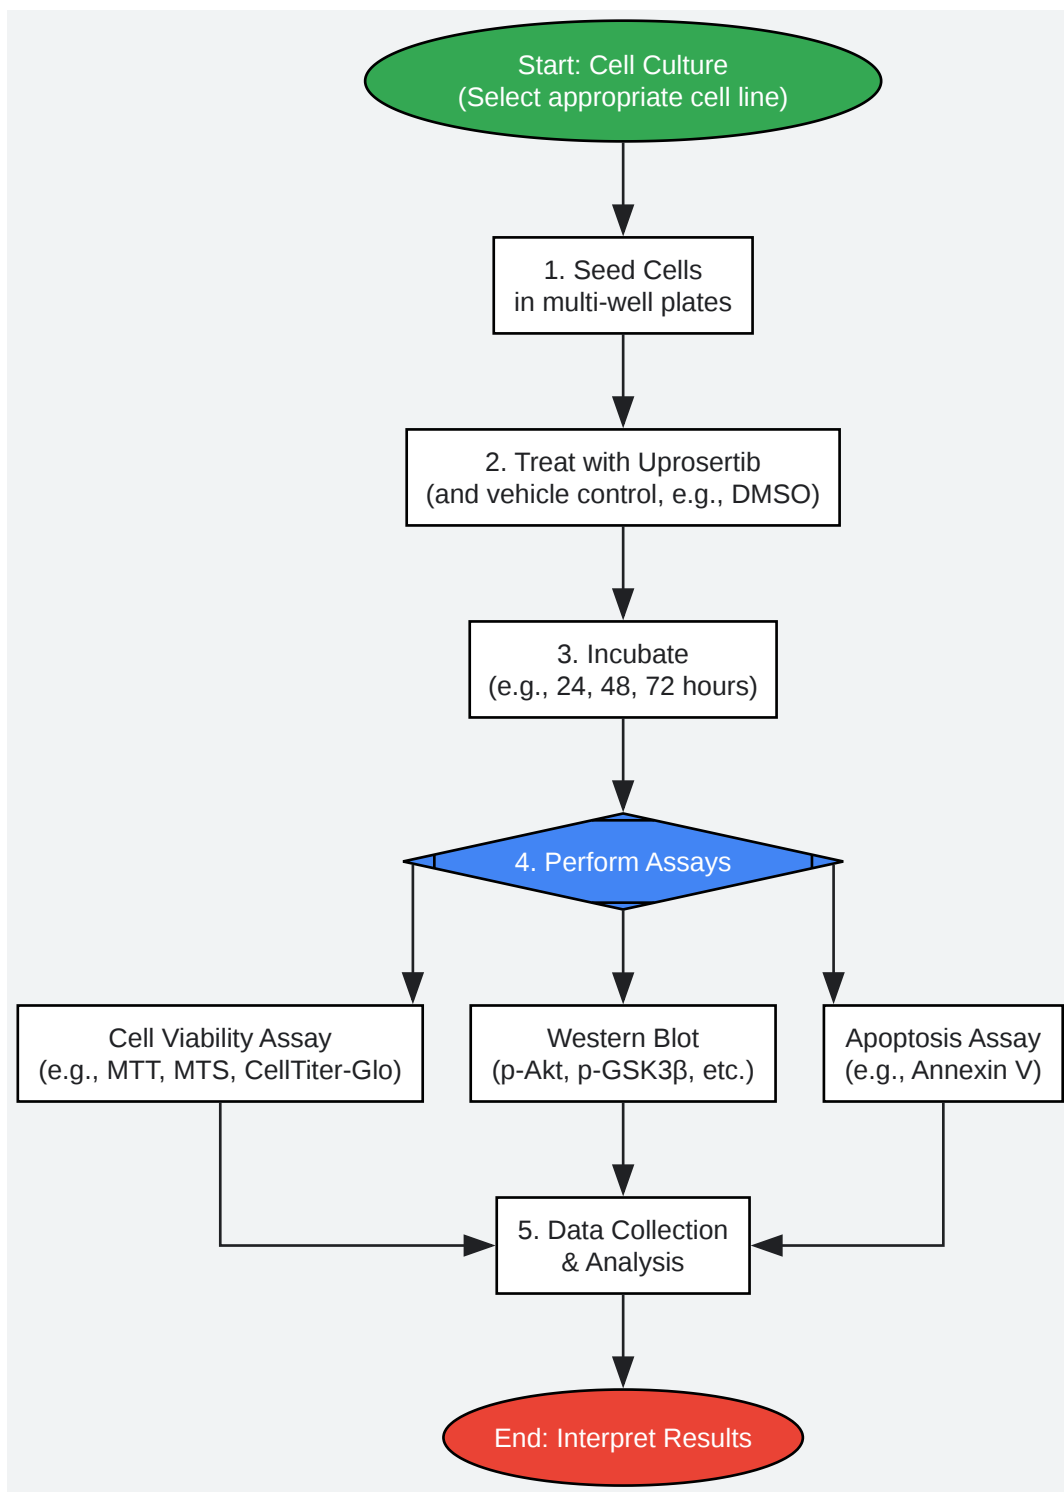 Start: Cell Culture
(Select appropriate cell line)
1. Seed Cells
in multi-well plates
2. Treat with Uprosertib
(and vehicle control, e.g., DMSO)
3. Incubate
(e.g., 24, 48, 72 hours)
4. Perform Assays
Cell Viability Assay
(e.g., MTT, MTS, CellTiter-Glo)
Western Blot
(p-Akt, p-GSK3β, etc.)
Apoptosis Assay
(e.g., Annexin V)
5. Data Collection
& Analysis
End: Interpret Results